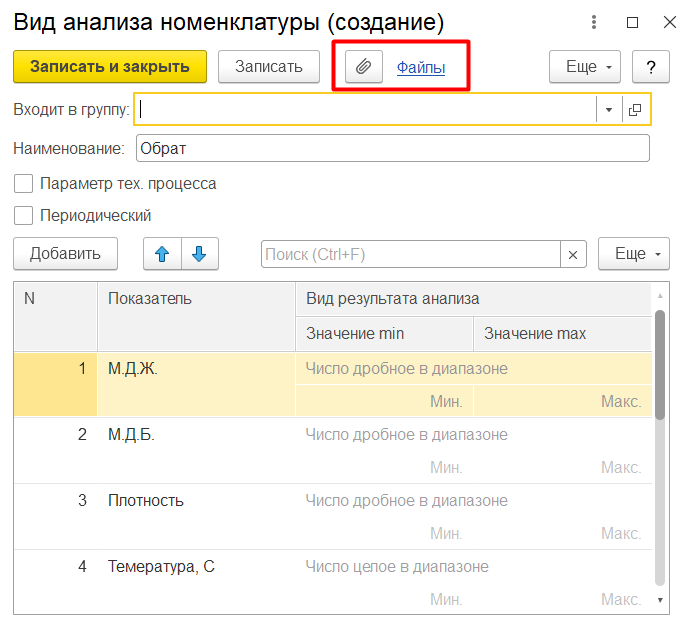 Вид анализа номенклатуры (создание)
Записать и закрыть Записать Файлы Еще ?
Входит в группу:
Наименование: Обрат
Параметр тех. процесса
Периодический
Добавить Поиск (Ctrl+F) × Еще
N Показатель Вид результата анализа
Значение min Значение max
1 М.Д.Ж. Число дробное в диапазоне
Мин. Макс.
2 М.Д.Б. Число дробное в диапазоне
Мин. Макс.
3 Плотность Число дробное в диапазоне
Мин. Макс.
4 Темература, С Число целое в диапазоне
Мин. Макс.